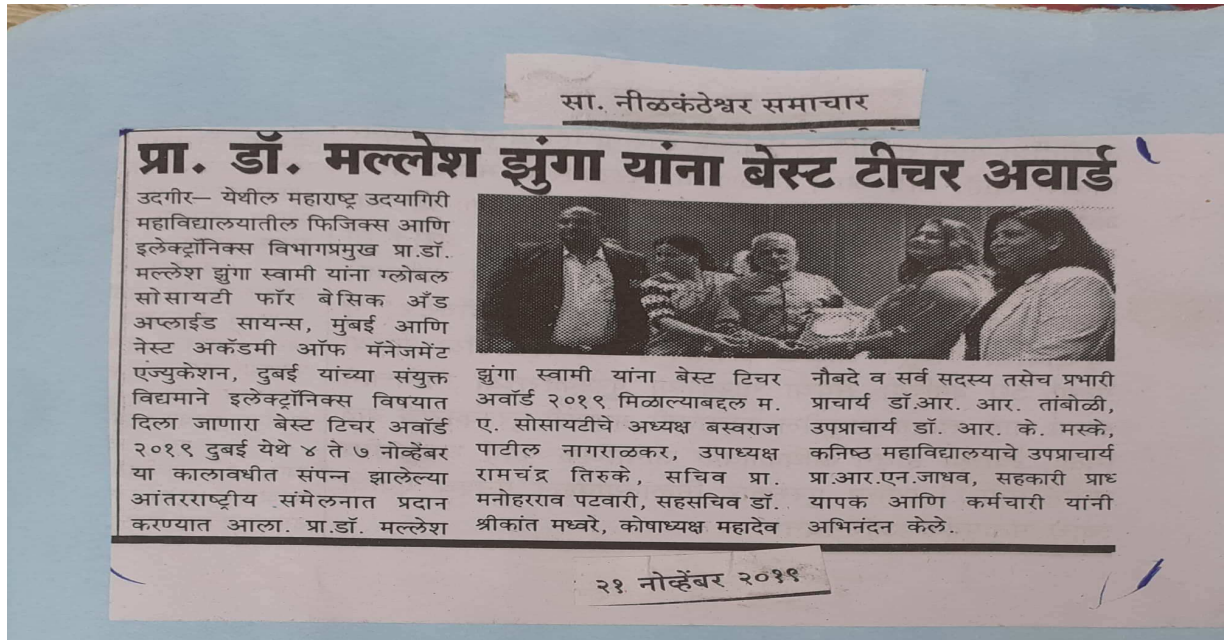 सा. नीळकंठेश्वर समाचार
प्रा. डॉ. मल्लेश झुंगा यांना बेस्ट टीचर अवार्ड
उदगीर– येथील महाराष्ट्र उदयागिरी
महाविद्यालयातील फिजिक्स आणि
इलेक्ट्रॉनिक्स विभागप्रमुख प्रा.डॉ.
मल्लेश झुंगा स्वामी यांना ग्लोबल
सोसायटी फॉर बेसिक अँड
अप्लाईड सायन्स, मुंबई आणि
नेस्ट अकॅडमी ऑफ मॅनेजमेंट
एज्युकेशन, दुबई यांच्या संयुक्त
विद्यमाने इलेक्ट्रॉनिक्स विषयात
दिला जाणारा बेस्ट टिचर अवॉर्ड
२०१९ दुबई येथे ४ ते ७ नोव्हेंबर
या कालावधीत संपन्न झालेल्या
आंतरराष्ट्रीय संमेलनात प्रदान
करण्यात आला. प्रा.डॉ. मल्लेश
झुंगा स्वामी यांना बेस्ट टिचर
अवॉर्ड २०१९ मिळाल्याबद्दल म.
ए. सोसायटीचे अध्यक्ष बस्वराज
पाटील नागराळकर, उपाध्यक्ष
रामचंद्र तिरुके, सचिव प्रा.
मनोहरराव पटवारी, सहसचिव डॉ.
श्रीकांत मध्वरे, कोषाध्यक्ष महादेव
नौबदे व सर्व सदस्य तसेच प्रभारी
प्राचार्य डॉ.आर. आर. तांबोळी,
उपप्राचार्य डॉ. आर. के. मस्के,
कनिष्ठ महाविद्यालयाचे उपप्राचार्य
प्रा.आर.एन.जाधव, सहकारी प्राध
यापक आणि कर्मचारी यांनी
अभिनंदन केले.
२१ नोव्हेंबर २०१९